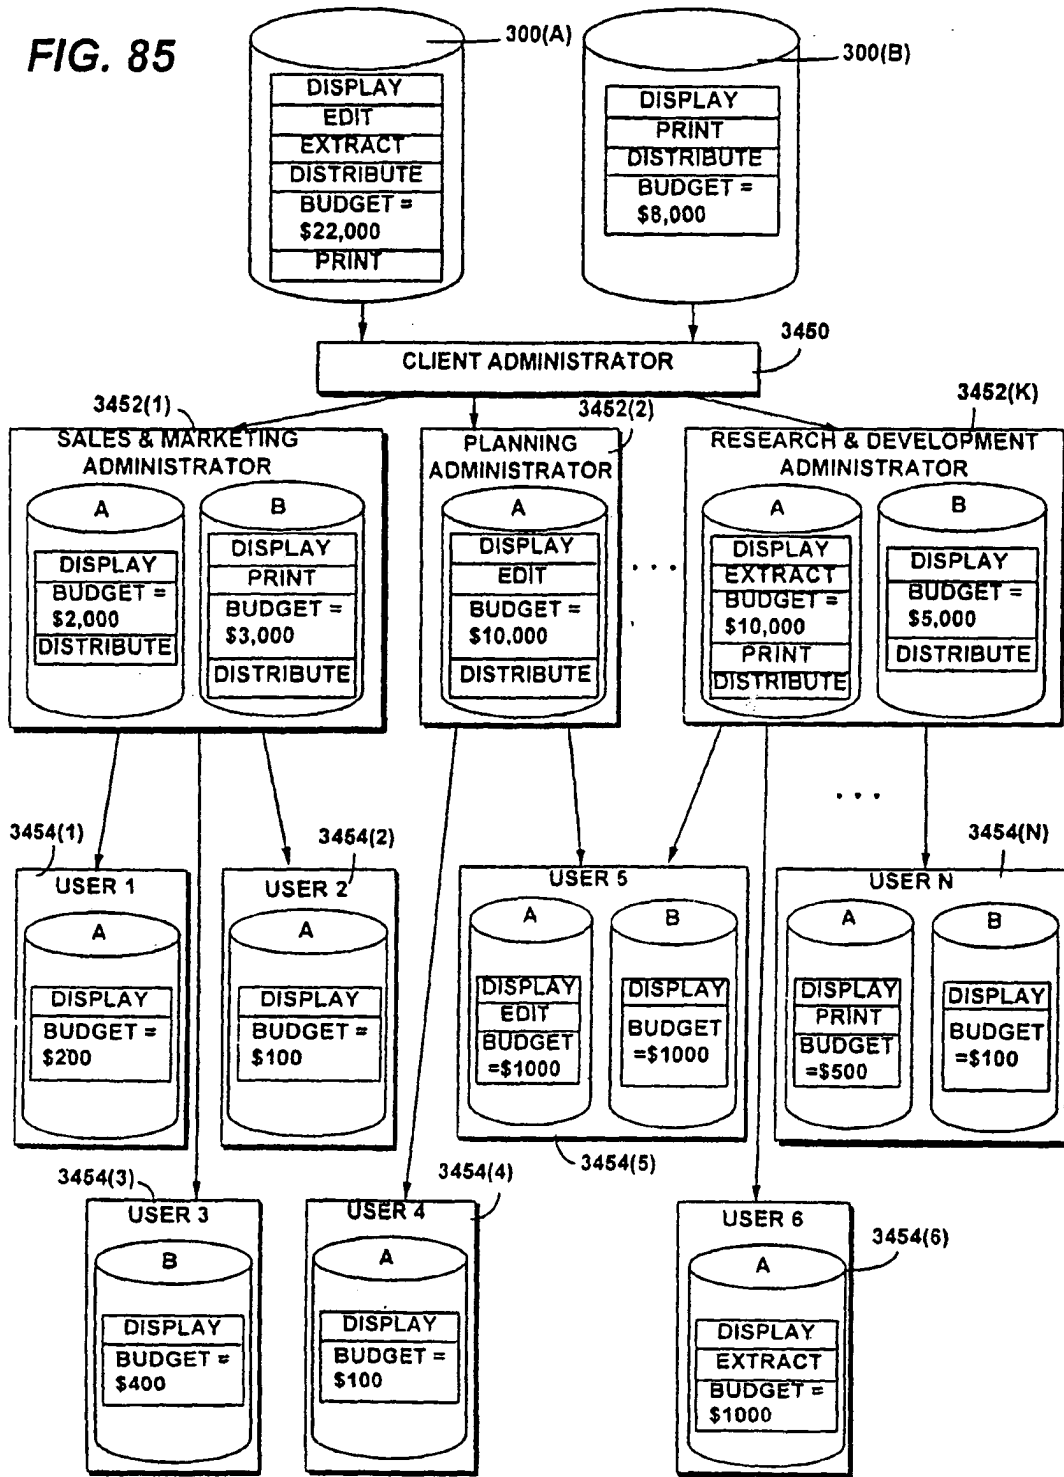 FIG. 85
300(A)
300(B)
DISPLAY
EDIT
EXTRACT
DISTRIBUTE
BUDGET =
$22,000
PRINT
DISPLAY
PRINT
DISTRIBUTE
BUDGET =
$8,000
CLIENT ADMINISTRATOR
3450
3452(1)
SALES & MARKETING
ADMINISTRATOR
A
DISPLAY
BUDGET =
$2,000
DISTRIBUTE
B
DISPLAY
PRINT
BUDGET =
$3,000
DISTRIBUTE
3452(2)
PLANNING
ADMINISTRATOR
A
DISPLAY
EDIT
BUDGET =
$10,000
DISTRIBUTE
. . .
3452(K)
RESEARCH & DEVELOPMENT
ADMINISTRATOR
A
DISPLAY
EXTRACT
BUDGET =
$10,000
PRINT
DISTRIBUTE
B
DISPLAY
BUDGET =
$5,000
DISTRIBUTE
. . .
3454(1)
USER 1
A
DISPLAY
BUDGET =
$200
3454(2)
USER 2
A
DISPLAY
BUDGET =
$100
USER 5
A
DISPLAY
EDIT
BUDGET
=$1000
B
DISPLAY
BUDGET
=$1000
3454(5)
3454(N)
USER N
A
DISPLAY
PRINT
BUDGET
=$500
B
DISPLAY
BUDGET
=$100
3454(3)
USER 3
B
DISPLAY
BUDGET =
$400
3454(4)
USER 4
A
DISPLAY
BUDGET =
$100
3454(6)
USER 6
A
DISPLAY
EXTRACT
BUDGET =
$1000